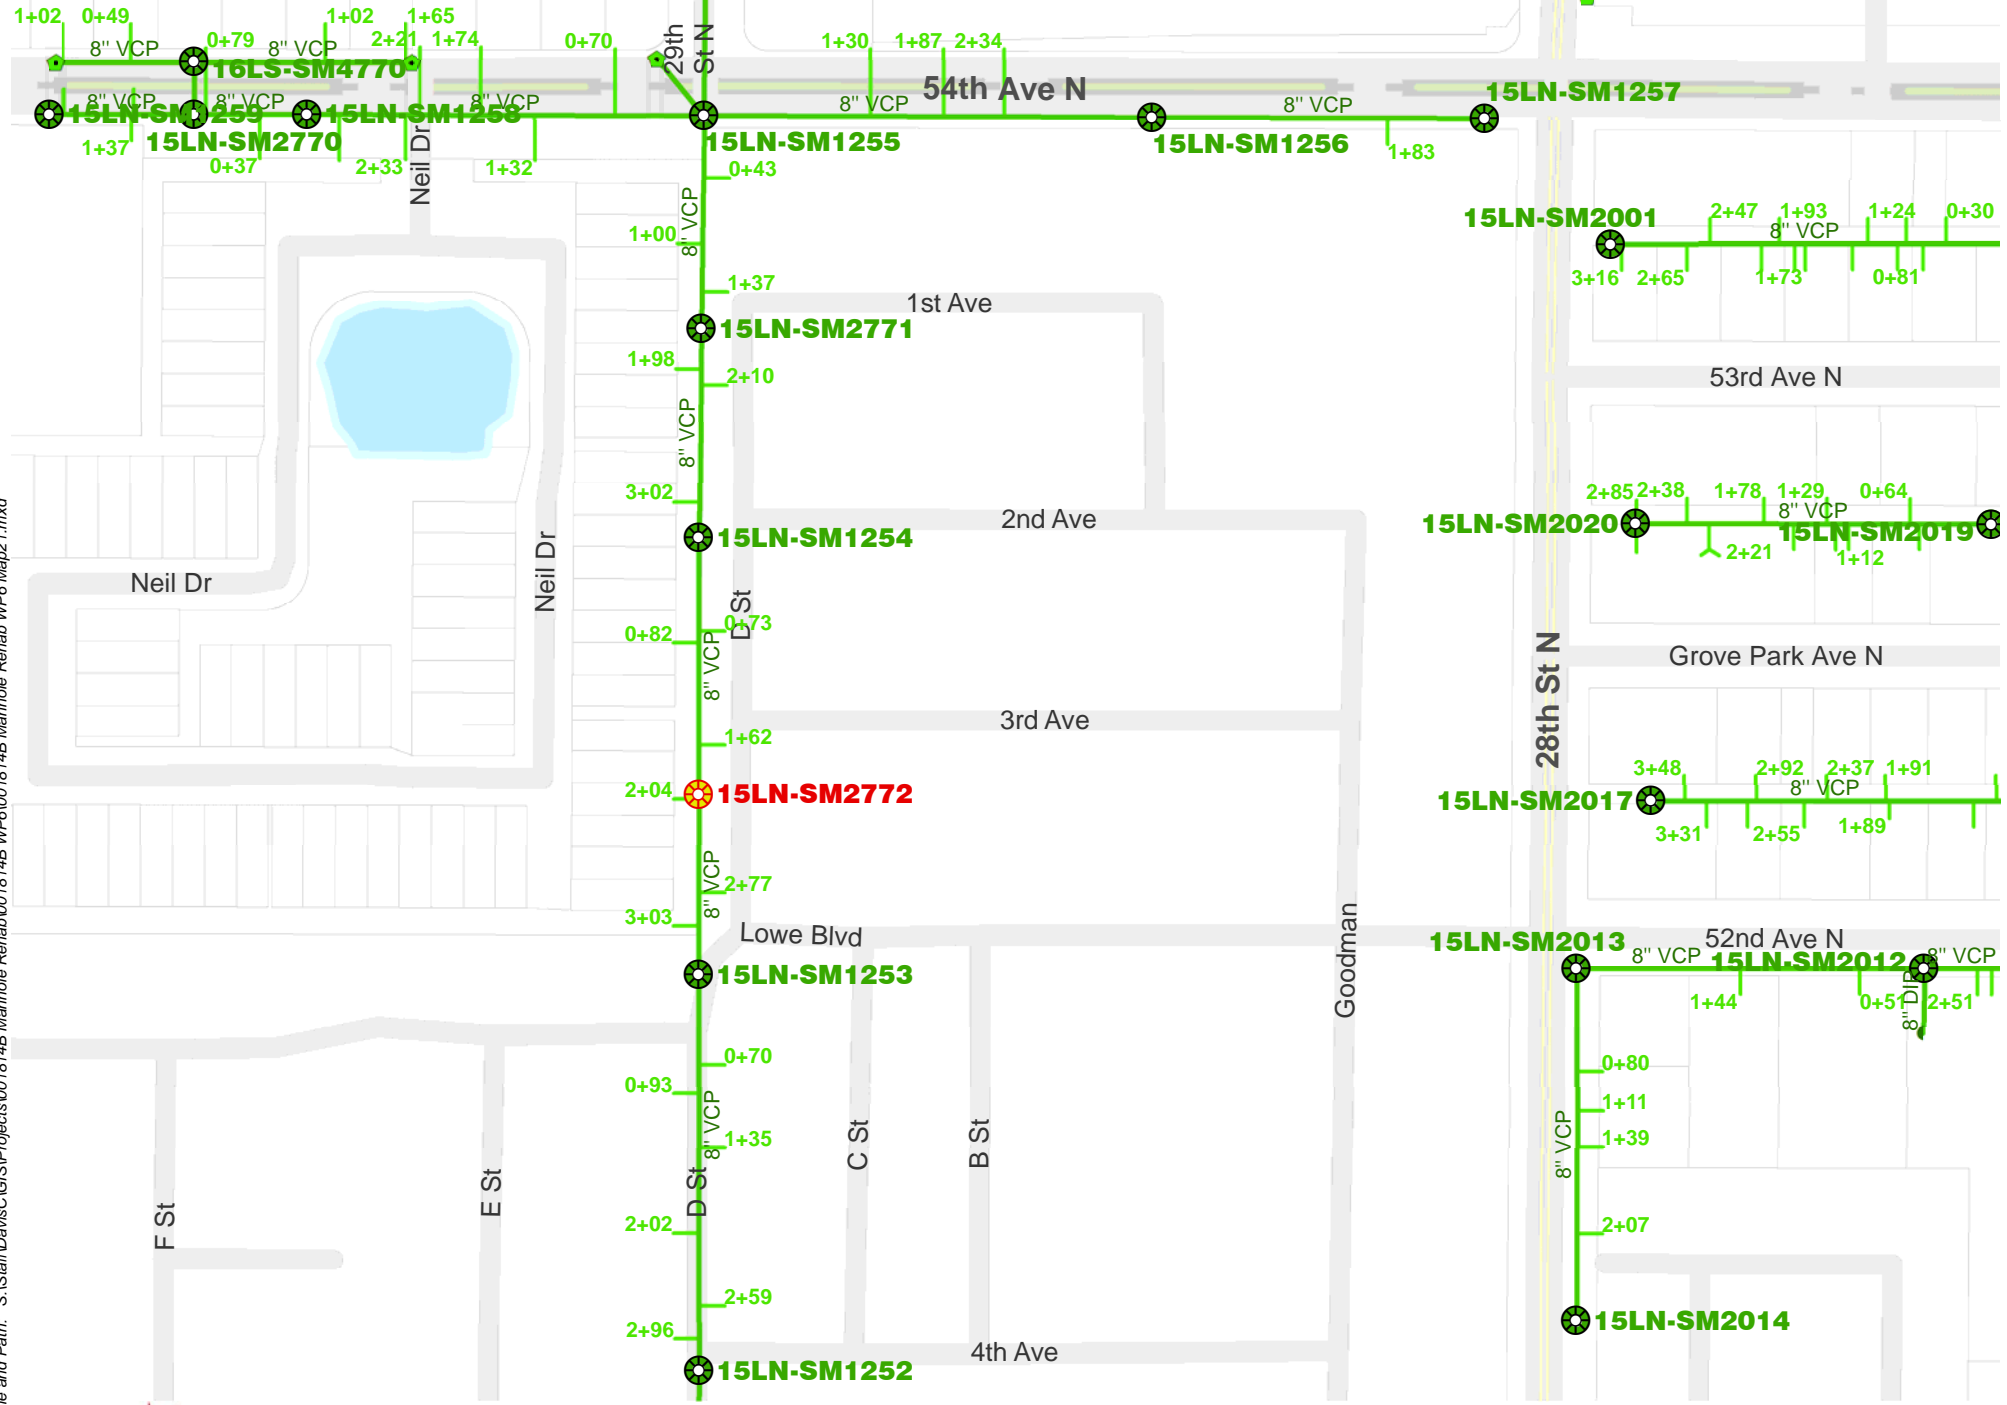 1+02
0+49
1+02
1+65
8" VCP
0+79
8" VCP
2+21
1+74
0+70
29th
St N
1+30
1+87
2+34
16LS-SM4770
54th Ave N
15LN-SM1257
8" VCP
8" VCP
8" VCP
8" VCP
8" VCP
15LN-SM1259
15LN-SM1258
15LN-SM2770
15LN-SM1255
15LN-SM1256
1+37
0+37
2+33
Neil Dr
1+32
0+43
1+83
8" VCP
1+00
1+37
15LN-SM2001
2+47
1+93
1+24
0+30
8" VCP
3+16
2+65
1+73
0+81
1st Ave
15LN-SM2771
1+98
2+10
53rd Ave N
8" VCP
3+02
2nd Ave
15LN-SM1254
2+85
2+38
1+78
1+29
0+64
8" VCP
15LN-SM2020
15LN-SM2019
2+21
1+12
Neil Dr
Neil Dr
D St
0+73
0+82
8" VCP
28th St N
Grove Park Ave N
3rd Ave
1+62
2+04
15LN-SM2772
3+48
2+92
2+37
1+91
8" VCP
15LN-SM2017
3+31
2+55
1+89
8" VCP
2+77
3+03
Lowe Blvd
Goodman
15LN-SM2013
52nd Ave N
8" VCP
15LN-SM2012
8" VCP
15LN-SM1253
1+44
0+51
8" DIP
2+51
0+70
0+93
8" VCP
1+35
0+80
1+11
1+39
8" VCP
C St
B St
D St
E St
F St
2+02
2+07
2+59
2+96
15LN-SM2014
4th Ave
15LN-SM1252